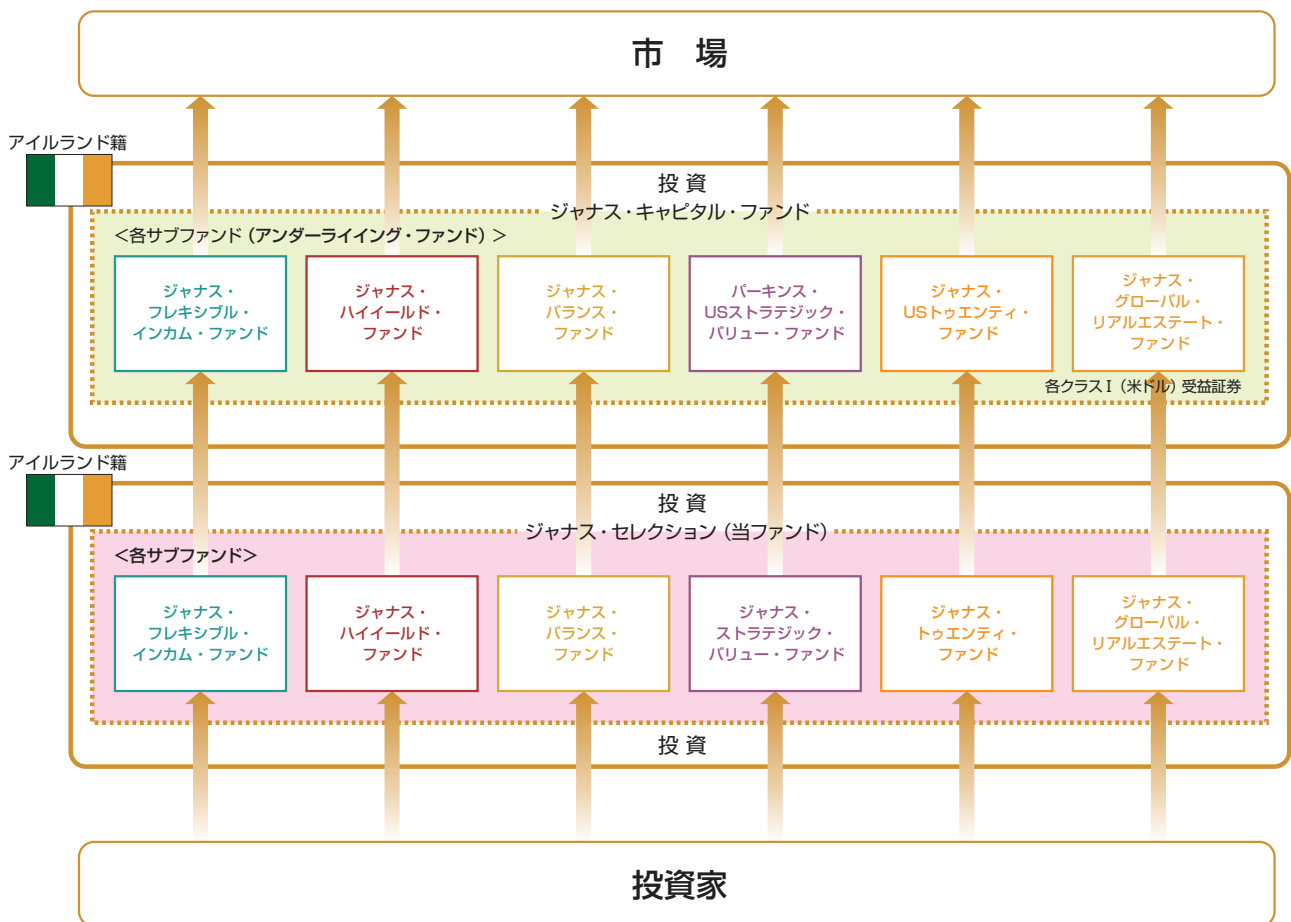 市 場
アイルランド籍
投 資
ジャナス・キャピタル・ファンド
<各サブファンド(アンダーライイング・ファンド)>
ジャナス・
フレキシブル・
インカム・ファンド
ジャナス・
ハイイールド・
ファンド
ジャナス・
バランス・
ファンド
パーキンス・
USストラテジック・
バリュー・ファンド
ジャナス・
USトゥエンティ・
ファンド
ジャナス・
グローバル・
リアルエステート・
ファンド
各クラスⅠ(米ドル)受益証券
アイルランド籍
投 資
ジャナス・セレクション(当ファンド)
<各サブファンド>
ジャナス・
フレキシブル・
インカム・ファンド
ジャナス・
ハイイールド・
ファンド
ジャナス・
バランス・
ファンド
ジャナス・
ストラテジック・
バリュー・ファンド
ジャナス・
トゥエンティ・
ファンド
ジャナス・
グローバル・
リアルエステート・
ファンド
投 資
投資家